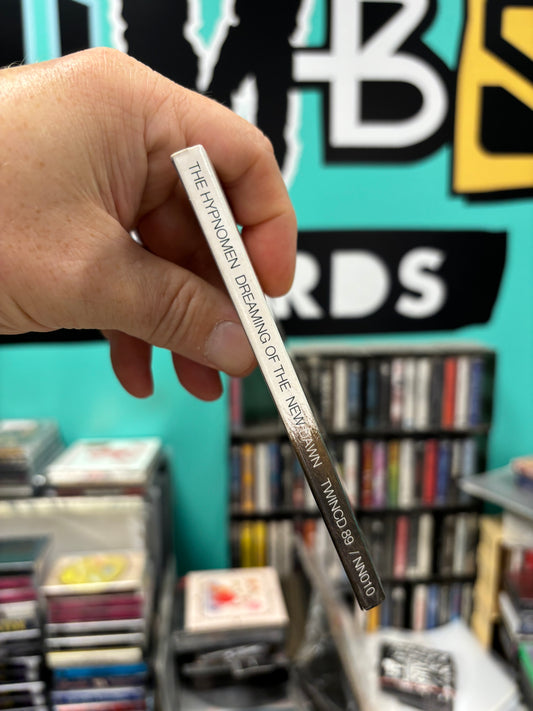 B
RDS
THE HYPNOMEN DREAMING OF THE NEW DAWN TWINCD 89 / NN010